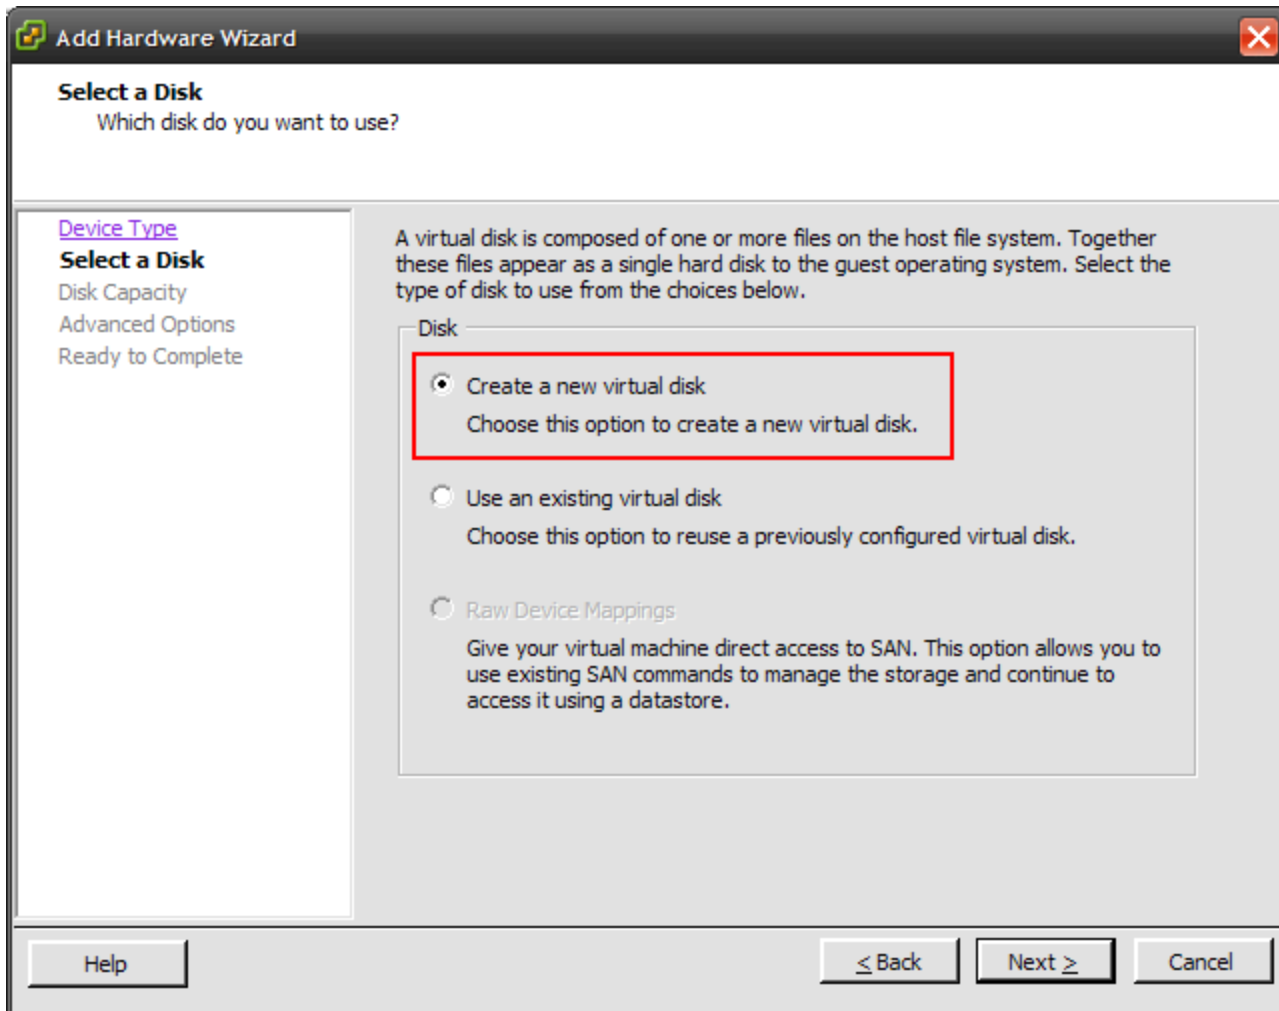 Add Hardware Wizard
Select a Disk
Which disk do you want to use?
Device Type
Select a Disk
Disk Capacity
Advanced Options
Ready to Complete
A virtual disk is composed of one or more files on the host file system. Together
these files appear as a single hard disk to the guest operating system. Select the
type of disk to use from the choices below.
Disk
Create a new virtual disk
Choose this option to create a new virtual disk.
Use an existing virtual disk
Choose this option to reuse a previously configured virtual disk.
Raw Device Mappings
Give your virtual machine direct access to SAN. This option allows you to
use existing SAN commands to manage the storage and continue to
access it using a datastore.
Help
< Back
Next >
Cancel